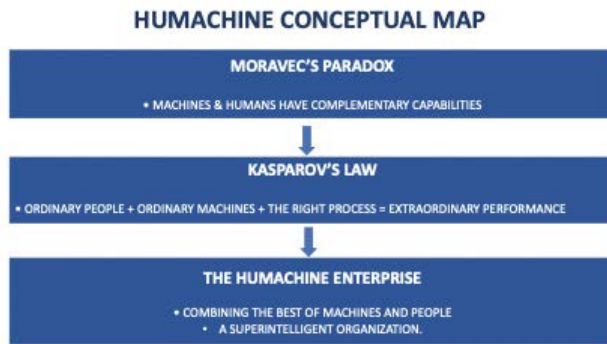 HUMACHINE CONCEPTUAL MAP
MORAVEC'S PARADOX
• MACHINES & HUMANS HAVE COMPLEMENTARY CAPABILITIES
KASPAROV'S LAW
• ORDINARY PEOPLE + ORDINARY MACHINES + THE RIGHT PROCESS = EXTRAORDINARY PERFORMANCE
THE HUMACHINE ENTERPRISE
• COMBINING THE BEST OF MACHINES AND PEOPLE
• A SUPERINTELLIGENT ORGANIZATION.